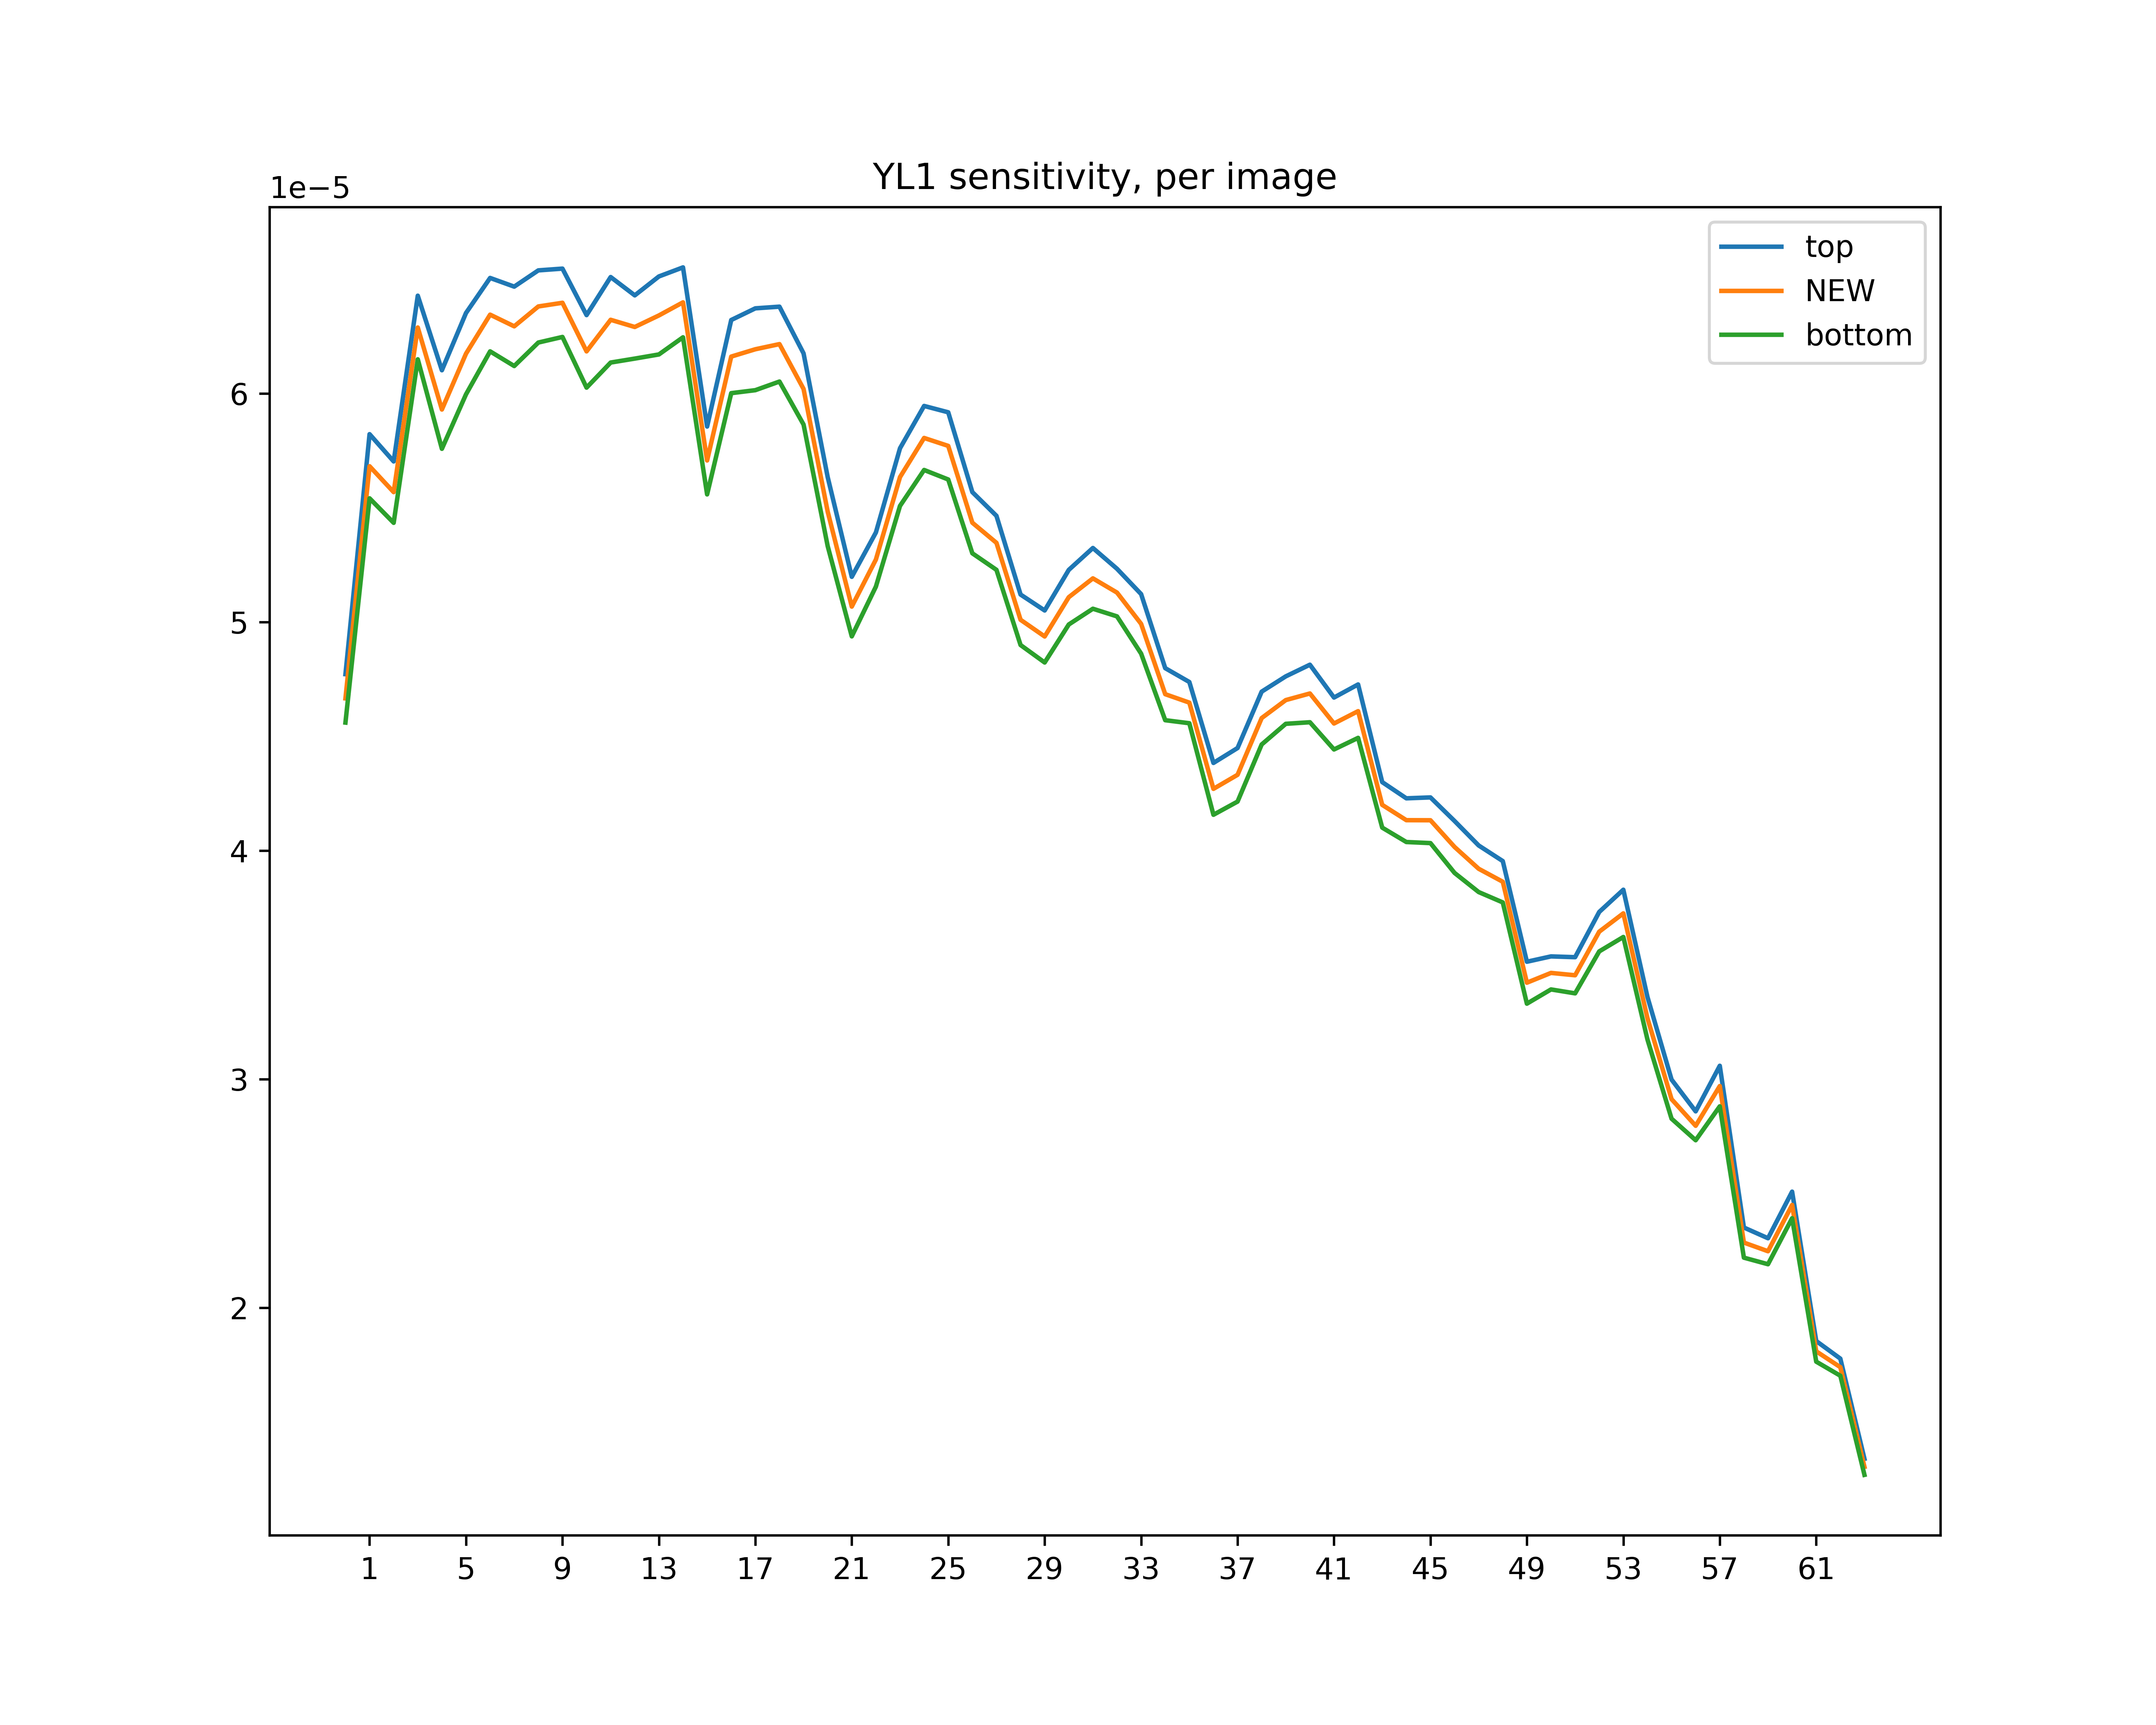 YL1 sensitivity, per image
1e−5
top
NEW
bottom
6
5
4
3
2
1 5 9 13 17 21 25 29 33 37 41 45 49 53 57 61